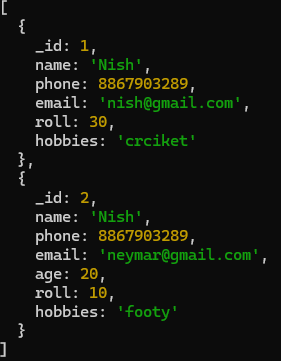 [
  {
    _id: 1,
    name: 'Nish',
    phone: 8867903289,
    email: 'nish@gmail.com',
    roll: 30,
    hobbies: 'crciket'
  },
  {
    _id: 2,
    name: 'Nish',
    phone: 8867903289,
    email: 'neymar@gmail.com',
    age: 20,
    roll: 10,
    hobbies: 'footy'
  }
]